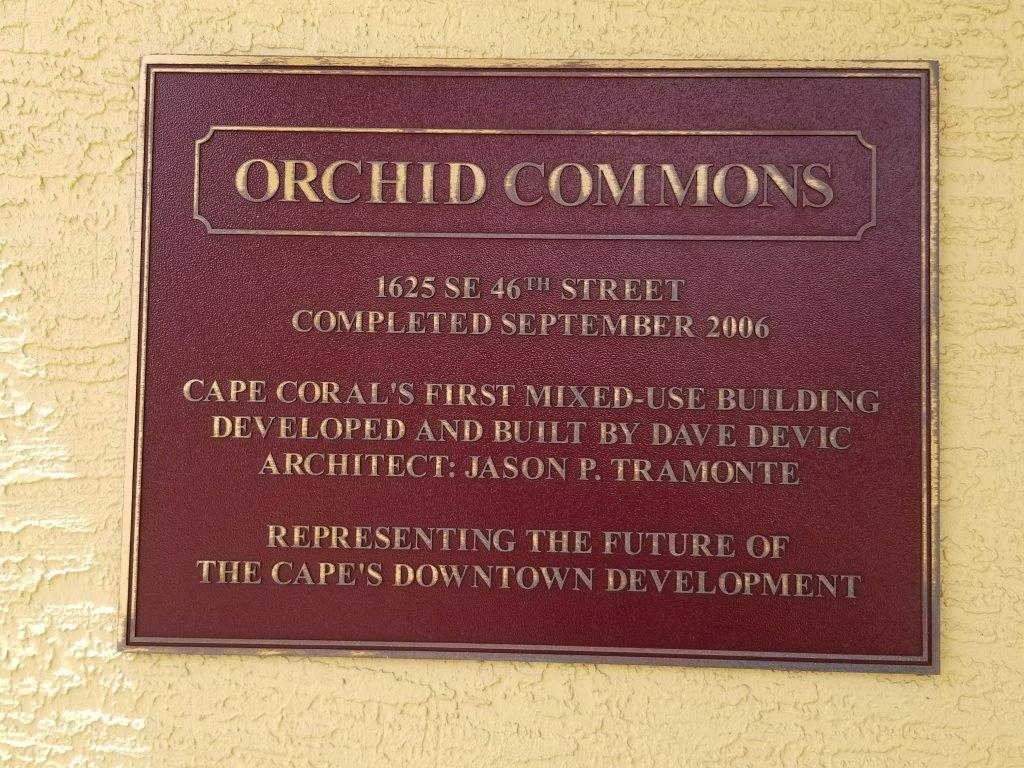 ORCHID COMMONS
1625 SE 46TH STREET
COMPLETED SEPTEMBER 2006
CAPE CORAL'S FIRST MIXED-USE BUILDING
DEVELOPED AND BUILT BY DAVE DEVIC
ARCHITECT: JASON P. TRAMONTE
REPRESENTING THE FUTURE OF
THE CAPE'S DOWNTOWN DEVELOPMENT